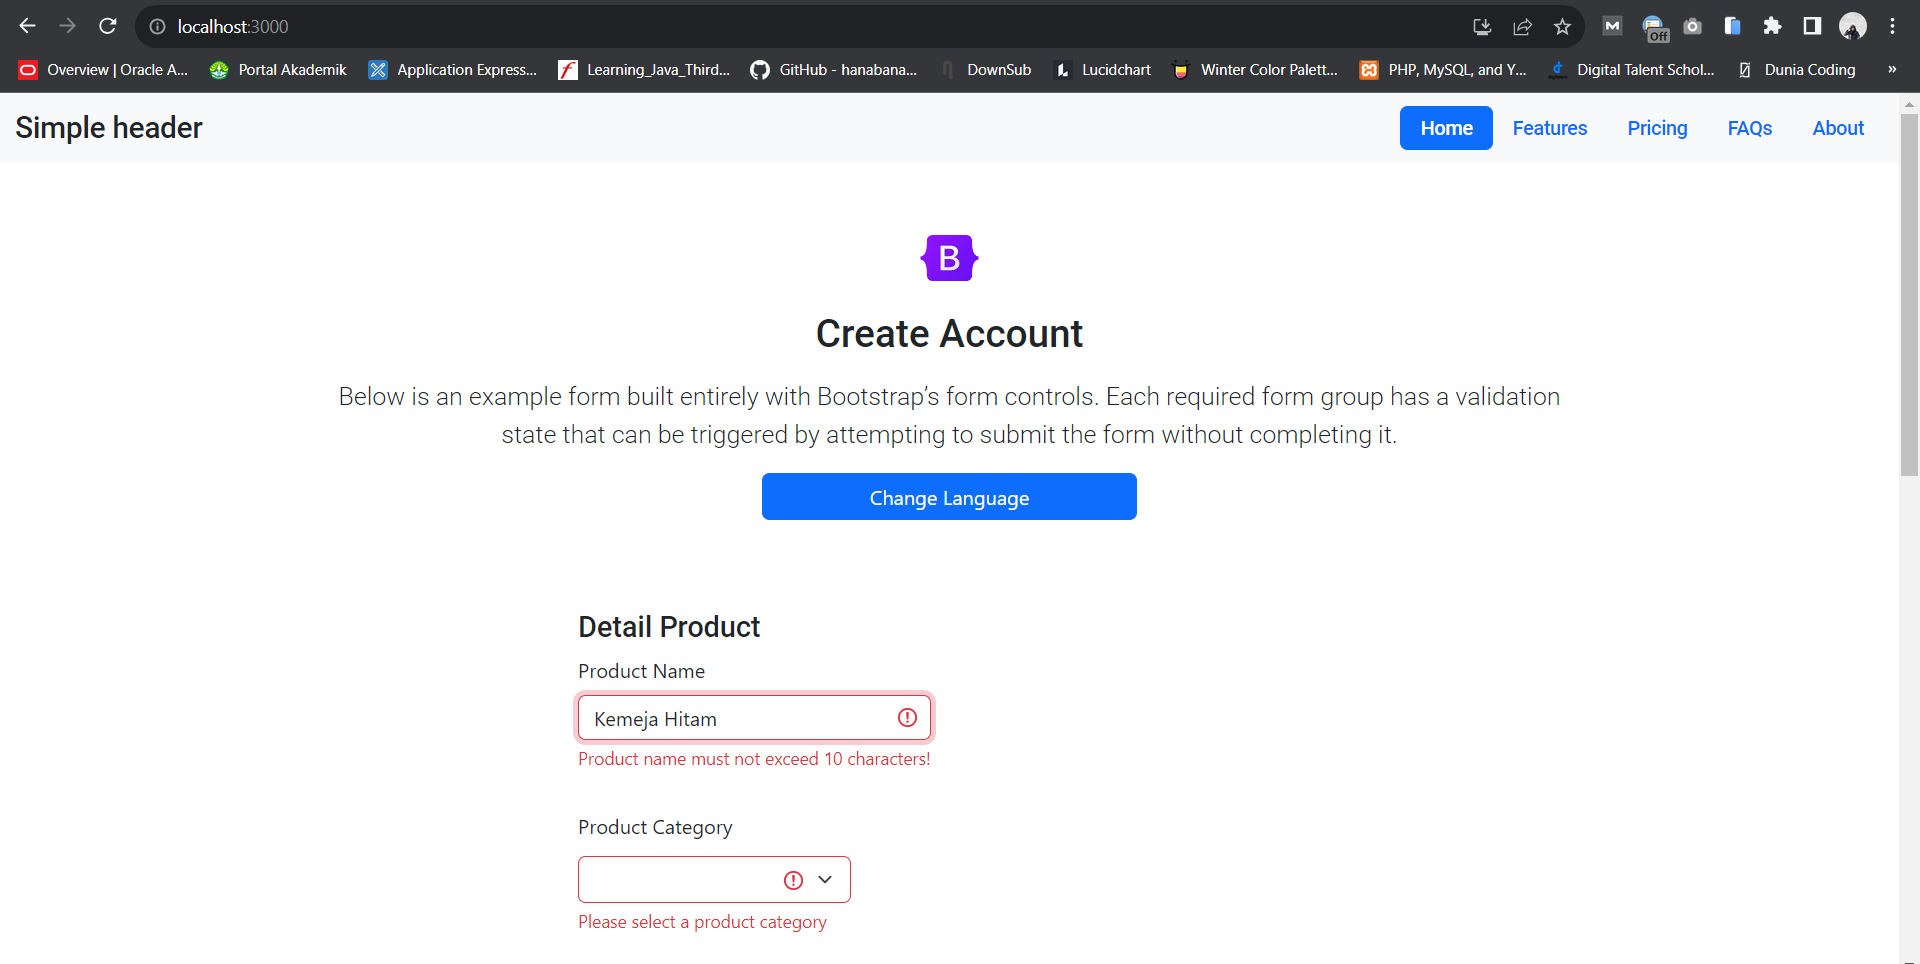 localhost:3000
Off
Overview | Oracle A...
Portal Akademik
Application Express...
Learning_Java_Third...
GitHub - hanabana...
DownSub
Lucidchart
Winter Color Palett...
PHP, MySQL, and Y...
Digital Talent Schol...
Dunia Coding
»
Simple header
Home
Features
Pricing
FAQs
About
B
Create Account
Below is an example form built entirely with Bootstrap’s form controls. Each required form group has a validation
state that can be triggered by attempting to submit the form without completing it.
Change Language
Detail Product
Product Name
Kemeja Hitam
Product name must not exceed 10 characters!
Product Category
Please select a product category